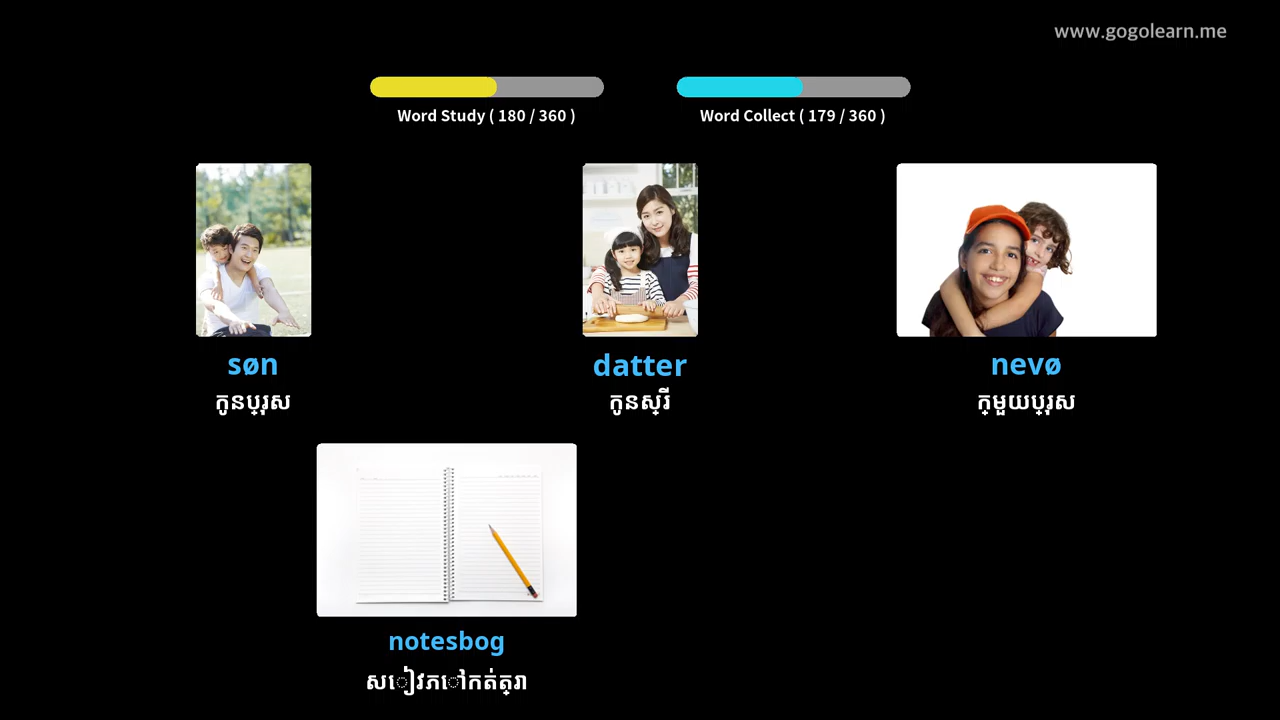 www.gogolearn.me
Word Study ( 180 / 360 )
Word Collect ( 179 / 360 )
søn
datter
nevø
កូនប្រុស
កូនស្រី
ក្មួយប្រុស
notesbog
សៀវភៅកត់ត្រា